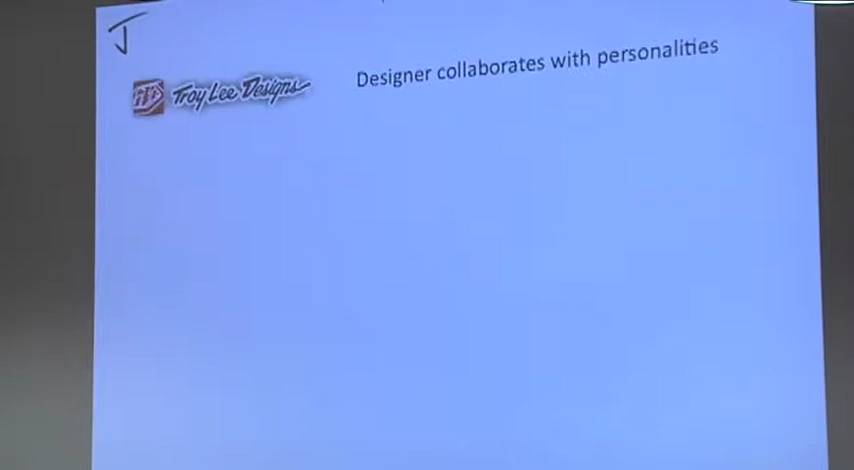 J
Troy Lee Designs
Designer collaborates with personalities